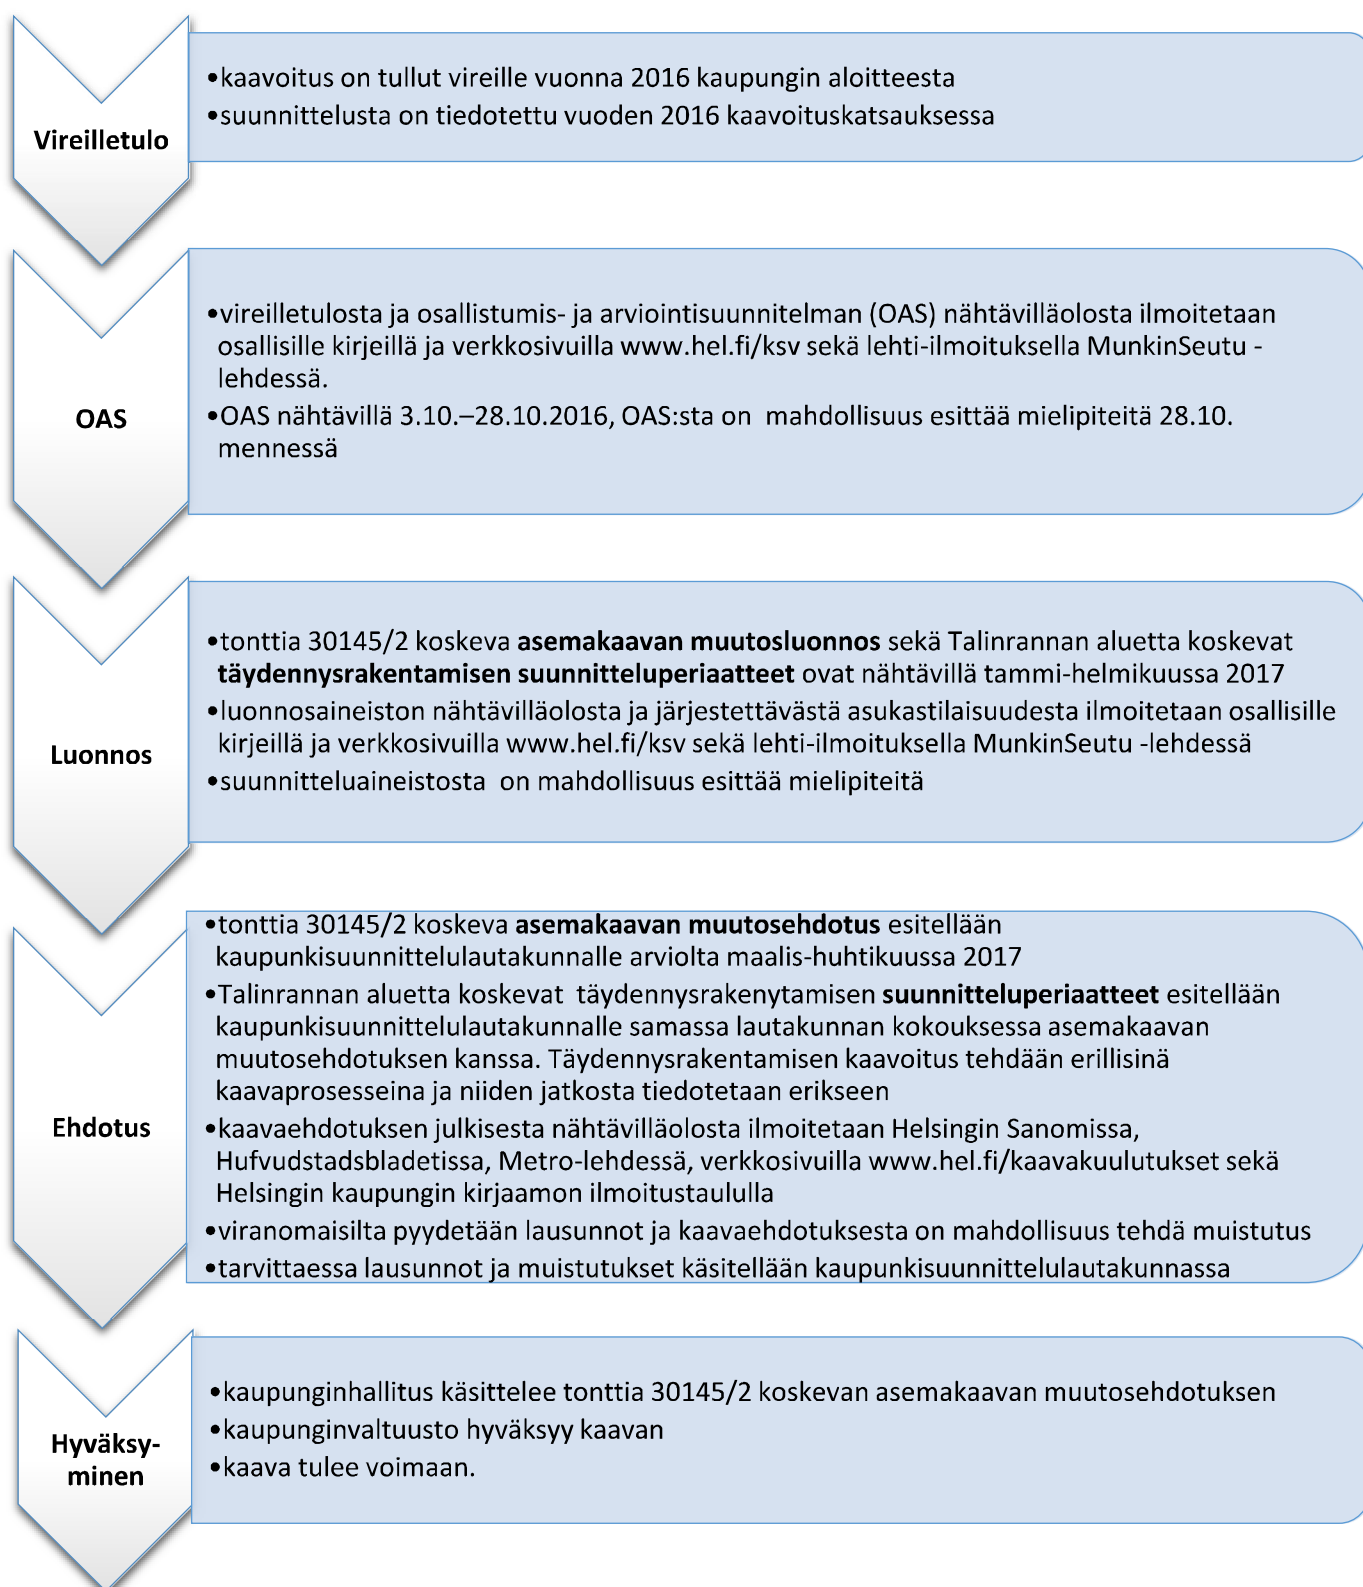 Vireilletulo
•kaavoitus on tullut vireille vuonna 2016 kaupungin aloitteesta
•suunnittelusta on tiedotettu vuoden 2016 kaavoituskatsauksessa
OAS
•vireilletulosta ja osallistumis- ja arviointisuunnitelman (OAS) nähtävilläolosta ilmoitetaan
osallisille kirjeillä ja verkkosivuilla www.hel.fi/ksv sekä lehti-ilmoituksella MunkinSeutu -
lehdessä.
•OAS nähtävillä 3.10.–28.10.2016, OAS:sta on  mahdollisuus esittää mielipiteitä 28.10.
mennessä
Luonnos
•tonttia 30145/2 koskeva asemakaavan muutosluonnos sekä Talinrannan aluetta koskevat
täydennysrakentamisen suunnitteluperiaatteet ovat nähtävillä tammi-helmikuussa 2017
•luonnosaineiston nähtävilläolosta ja järjestettävästä asukastilaisuudesta ilmoitetaan osallisille
kirjeillä ja verkkosivuilla www.hel.fi/ksv sekä lehti-ilmoituksella MunkinSeutu -lehdessä
•suunnitteluaineistosta  on mahdollisuus esittää mielipiteitä
Ehdotus
•tonttia 30145/2 koskeva asemakaavan muutosehdotus esitellään
kaupunkisuunnittelulautakunnalle arviolta maalis-huhtikuussa 2017
•Talinrannan aluetta koskevat  täydennysrakenytamisen suunnitteluperiaatteet esitellään
kaupunkisuunnittelulautakunnalle samassa lautakunnan kokouksessa asemakaavan
muutosehdotuksen kanssa. Täydennysrakentamisen kaavoitus tehdään erillisinä
kaavaprosesseina ja niiden jatkosta tiedotetaan erikseen
•kaavaehdotuksen julkisesta nähtävilläolosta ilmoitetaan Helsingin Sanomissa,
Hufvudstadsbladetissa, Metro-lehdessä, verkkosivuilla www.hel.fi/kaavakuulutukset sekä
Helsingin kaupungin kirjaamon ilmoitustaululla
•viranomaisilta pyydetään lausunnot ja kaavaehdotuksesta on mahdollisuus tehdä muistutus
•tarvittaessa lausunnot ja muistutukset käsitellään kaupunkisuunnittelulautakunnassa
Hyväksy-
minen
•kaupunginhallitus käsittelee tonttia 30145/2 koskevan asemakaavan muutosehdotuksen
•kaupunginvaltuusto hyväksyy kaavan
•kaava tulee voimaan.